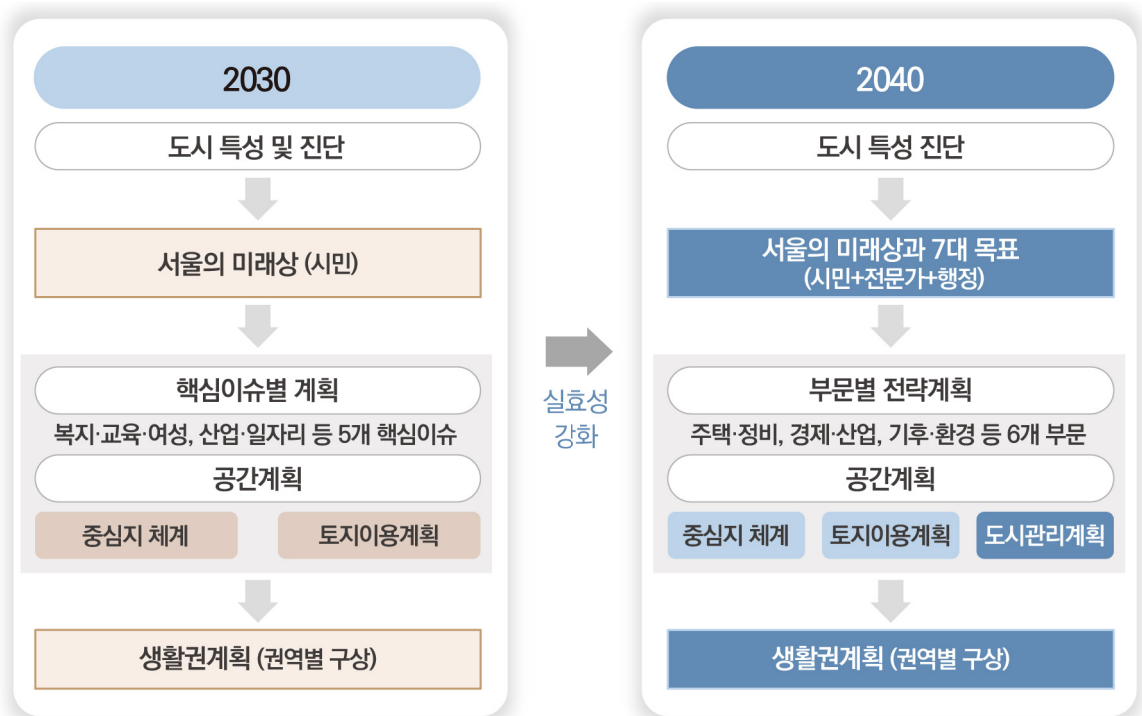 2030
도시 특성 및 진단
서울의 미래상 (시민)
핵심이슈별 계획
복지·교육·여성, 산업·일자리 등 5개 핵심이슈
공간계획
중심지 체계
토지이용계획
생활권계획 (권역별 구상)
실효성
강화
2040
도시 특성 진단
서울의 미래상과 7대 목표
(시민+전문가+행정)
부문별 전략계획
주택·정비, 경제·산업, 기후·환경 등 6개 부문
공간계획
중심지 체계
토지이용계획
도시관리계획
생활권계획 (권역별 구상)